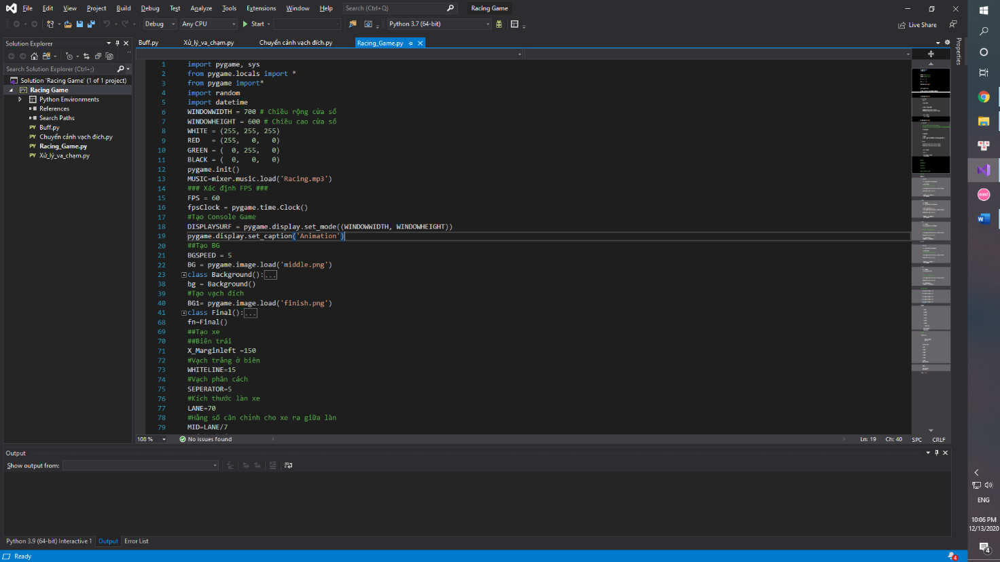 File Edit View Project Build Debug Test Analyze Tools Extensions Window Help Search (Ctrl+Q) Racing Game
Debug Any CPU Start Python 3.7 (64-bit) Live Share
Solution Explorer
Search Solution Explorer (Ctrl+;)
Solution 'Racing Game' (1 of 1 project)
Racing Game
Python Environments
References
Search Paths
PY Buff.py
PY Chuyển cảnh vạch đích.py
PY Racing_Game.py
PY Xử_lý_va_chạm.py
Buff.py Xử_lý_va_chạm.py Chuyển cảnh vạch đích.py Racing_Game.py
Properties
1 import pygame, sys
2 from pygame.locals import *
3 from pygame import*
4 import random
5 import datetime
6 WINDOWWIDTH = 700 # Chiều rộng cửa sổ
7 WINDOWHEIGHT = 600 # Chiều cao cửa sổ
8 WHITE = (255, 255, 255)
9 RED   = (255,   0,   0)
10 GREEN = (  0, 255,   0)
11 BLACK = (  0,   0,   0)
12 pygame.init()
13 MUSIC=mixer.music.load('Racing.mp3')
14 ### Xác định FPS ###
15 FPS = 60
16 fpsClock = pygame.time.Clock()
17 #Tạo Console Game
18 DISPLAYSURF = pygame.display.set_mode((WINDOWWIDTH, WINDOWHEIGHT))
19 pygame.display.set_caption('Animation')
20 ##Tạo BG
21 BGSPEED = 5
22 BG = pygame.image.load('middle.png')
23 class Background():...
38 bg = Background()
39 #Tạo vạch đích
40 BG1= pygame.image.load('finish.png')
41 class Final():...
68 fn=Final()
69 ##Tạo xe
70 ##Biên trái
71 X_Marginleft =150
72 #Vạch trắng ở biên
73 WHITELINE=15
74 #Vạch phân cách
75 SEPERATOR=5
76 #Kích thước làn xe
77 LANE=70
78 #Hằng số căn chỉnh cho xe ra giữa làn
79 MID=LANE/7
108 % No issues found Ln: 19 Ch: 40 SPC CRLF
Output
Show output from:
Python 3.9 (64-bit) Interactive 1 Output Error List
Ready
4
osu!
ENG
10:06 PM
12/13/2020
4